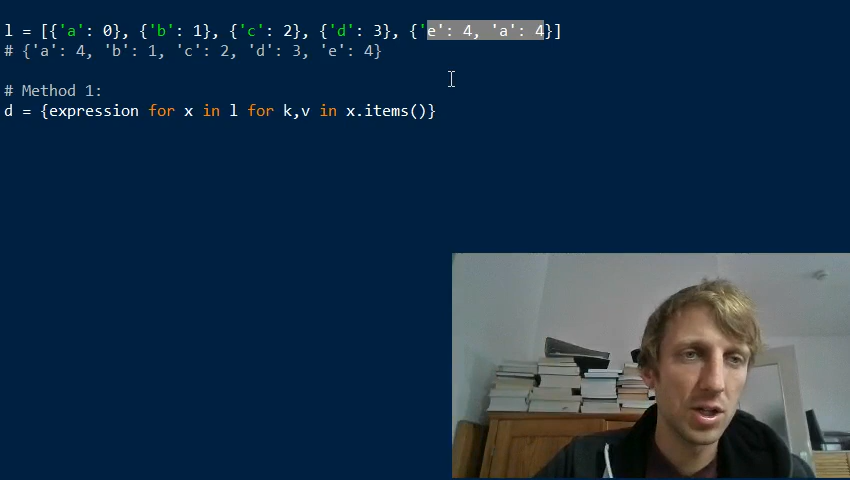 l = [{'a': 0}, {'b': 1}, {'c': 2}, {'d': 3}, {'e': 4, 'a': 4}]
# {'a': 4, 'b': 1, 'c': 2, 'd': 3, 'e': 4}
# Method 1:
d = {expression for x in l for k,v in x.items()}